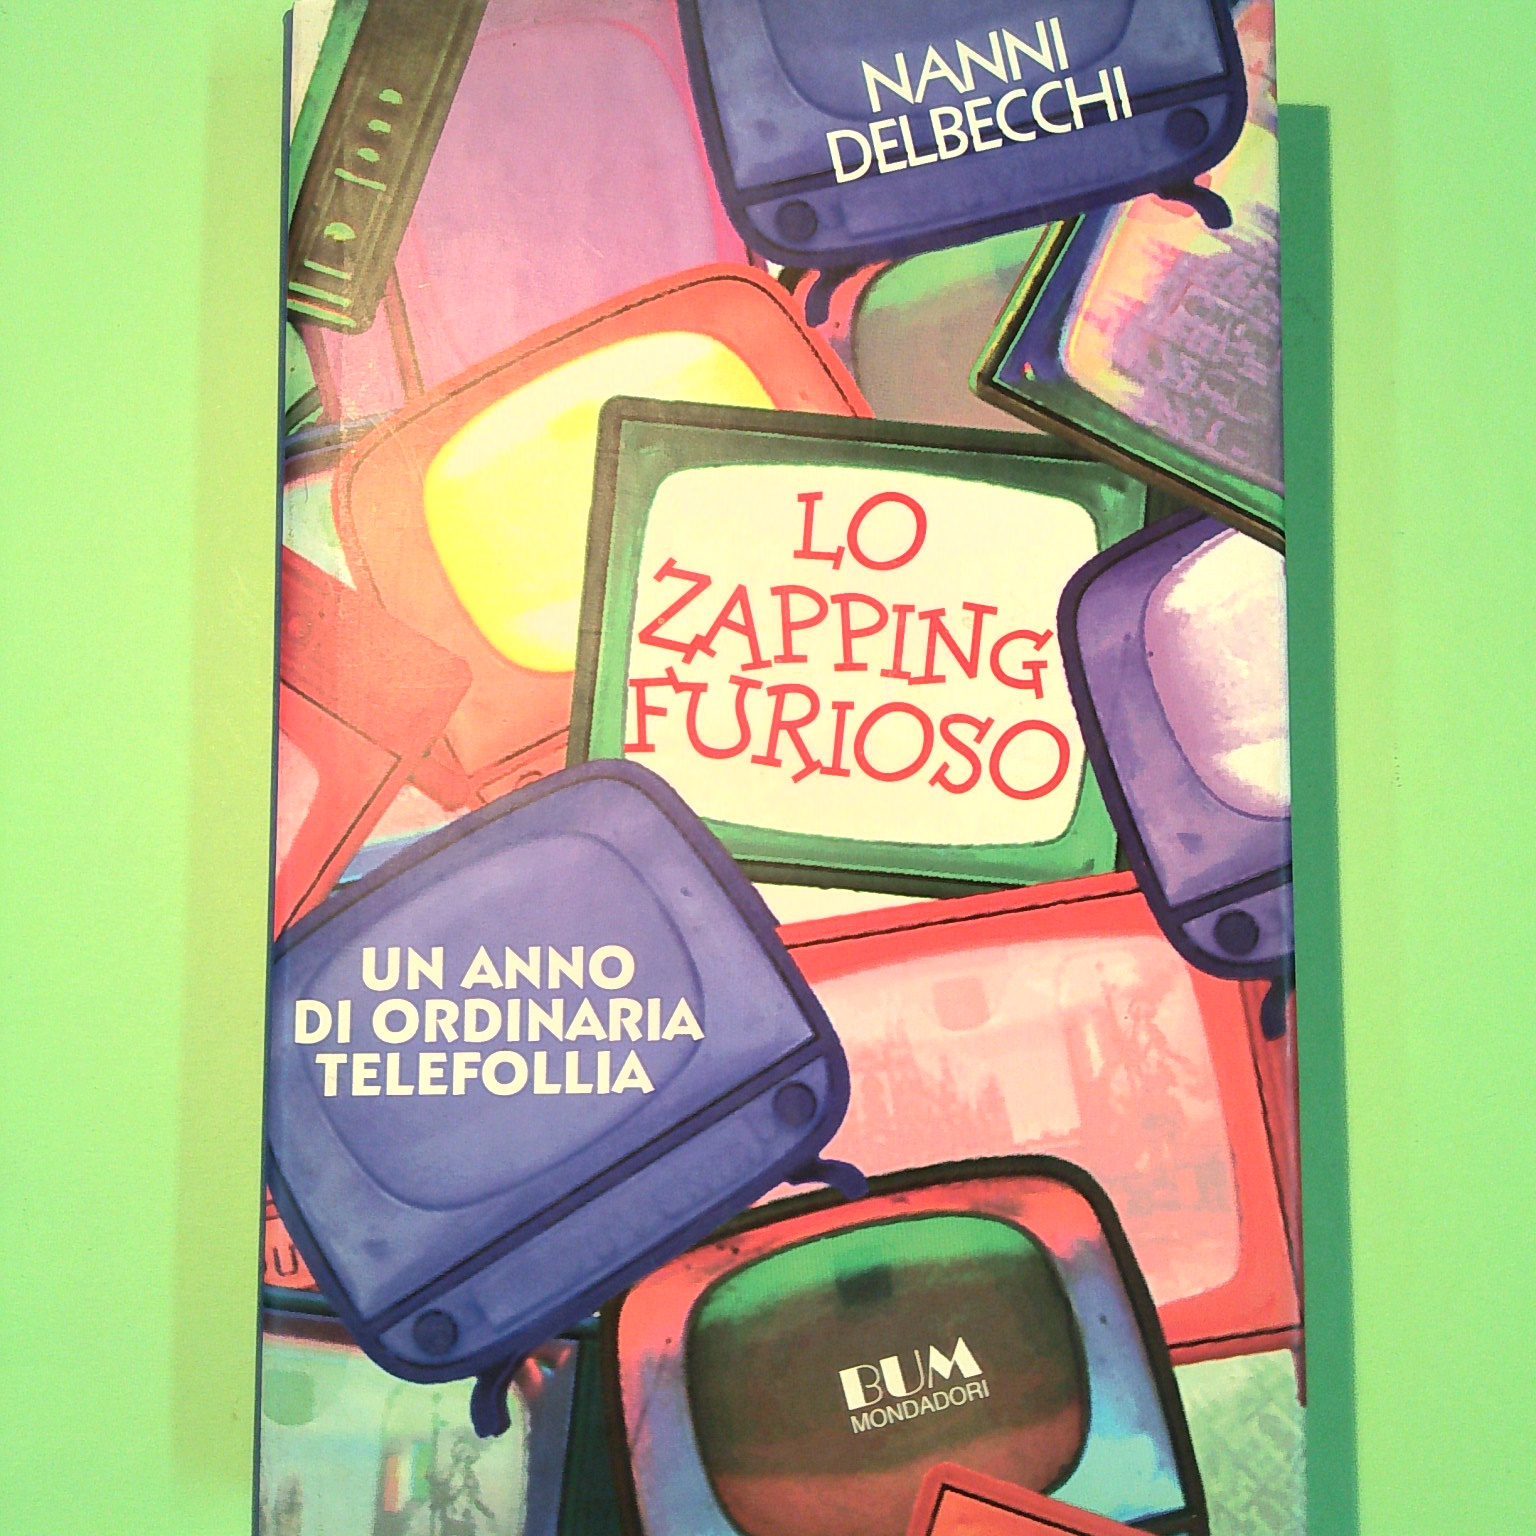 NANNI
DELBECCHI
LO
ZAPPING
FURIOSO
UN ANNO
DI ORDINARIA
TELEFOLLIA
BUM
MONDADORI